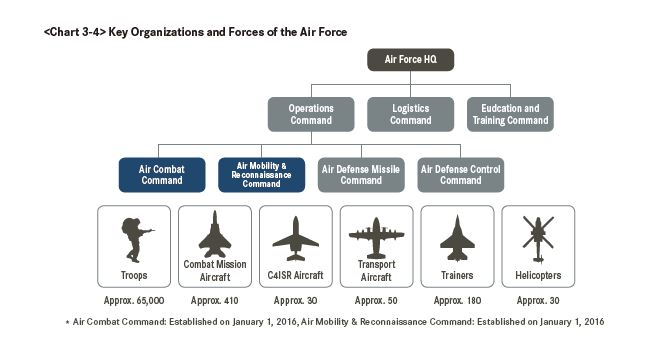 <Chart 3-4> Key Organizations and Forces of the Air Force
Air Force HQ
Operations
Command
Logistics
Command
Eudcation and
Training Command
Air Combat
Command
Air Mobility &
Reconnaissance
Command
Air Defense Missile
Command
Air Defense Control
Command
Troops
Combat Mission
Aircraft
C4ISR Aircraft
Transport
Aircraft
Trainers
Helicopters
Approx. 65,000
Approx. 410
Approx. 30
Approx. 50
Approx. 180
Approx. 30
* Air Combat Command: Established on January 1, 2016, Air Mobility & Reconnaissance Command: Established on January 1, 2016